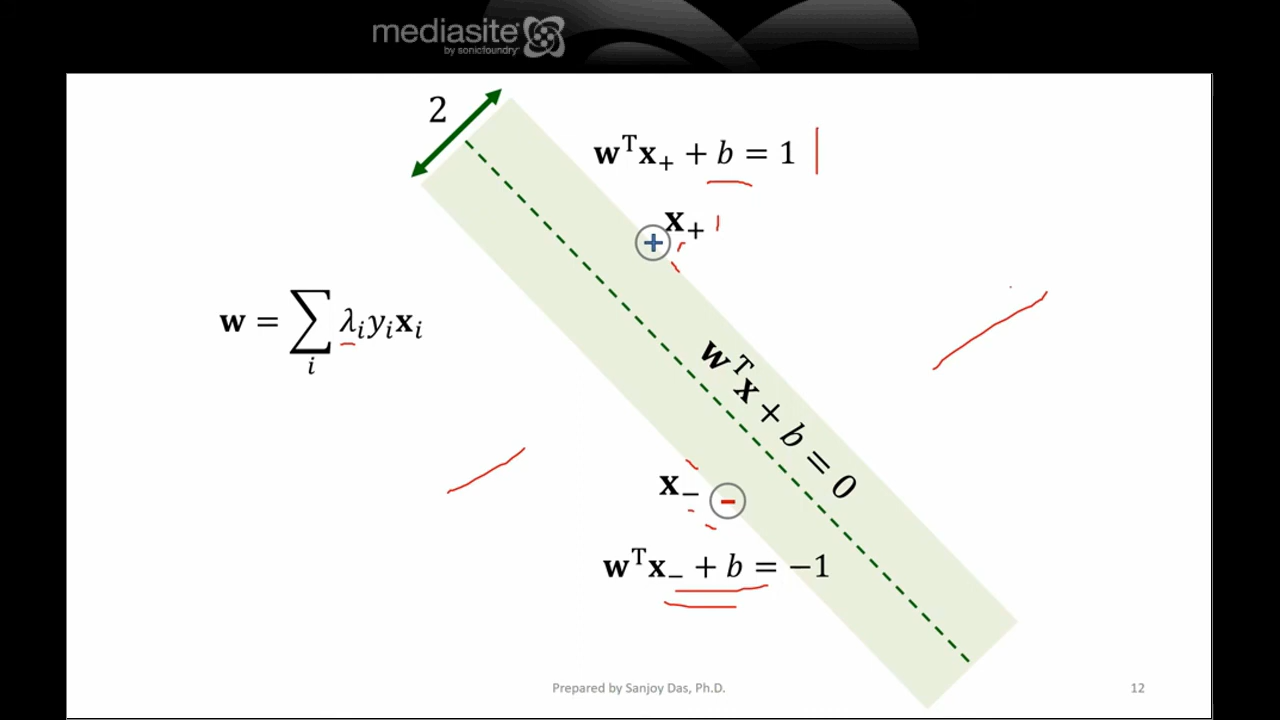 mediasite
by sonicfoundry
2
wᵀx₊ + b = 1
x₊
+
w = ∑ᵢ λᵢyᵢxᵢ
wᵀx + b = 0
x₋
−
wᵀx₋ + b = −1
Prepared by Sanjoy Das, Ph.D.
12